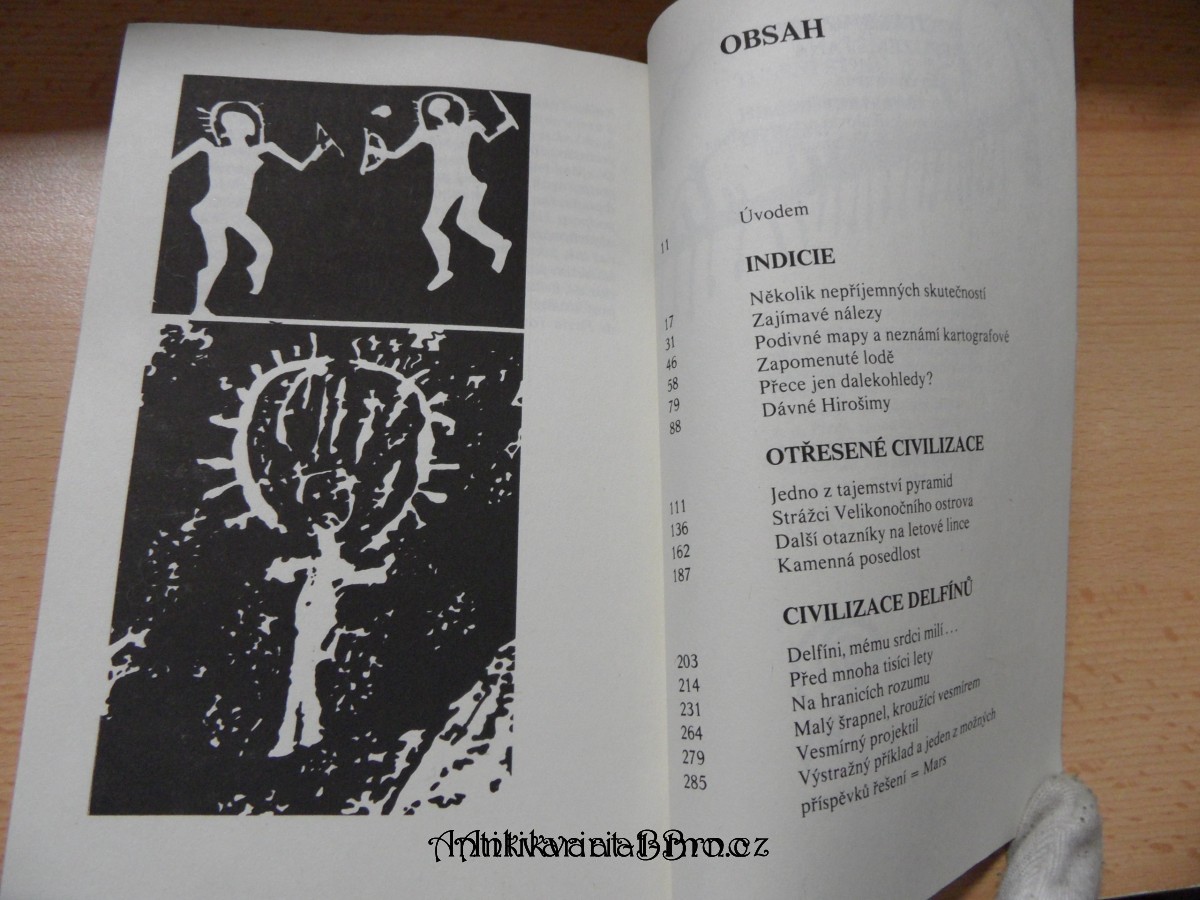 OBSAH
11 Úvodem
INDICIE
17 Několik nepříjemných skutečností
31 Zajímavé nálezy
46 Podivné mapy a neznámí kartografové
58 Zapomenuté lodě
79 Přece jen dalekohledy?
88 Dávné Hirošimy
OTŘESENÉ CIVILIZACE
111 Jedno z tajemství pyramid
136 Strážci Velikonočního ostrova
162 Další otazníky na letové lince
187 Kamenná posedlost
CIVILIZACE DELFÍNŮ
203 Delfíni, mému srdci milí...
214 Před mnoha tisíci lety
231 Na hranicích rozumu
264 Malý šrapnel, kroužící vesmírem
279 Vesmírný projektil
285 Výstražný příklad a jeden z možných
příspěvků řešení = Mars